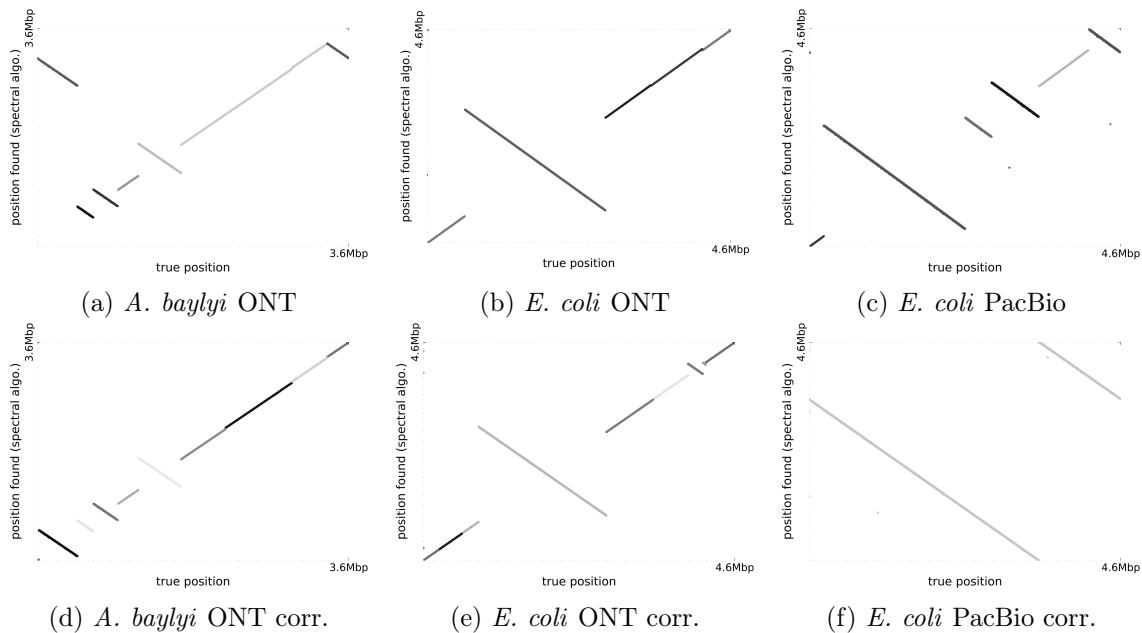 3.6Mbp
position found (spectral algo.)
3.6Mbp
true position
(a) A. baylyi ONT
4.6Mbp
position found (spectral algo.)
4.6Mbp
true position
(b) E. coli ONT
4.6Mbp
position found (spectral algo.)
4.6Mbp
true position
(c) E. coli PacBio
3.6Mbp
position found (spectral algo.)
3.6Mbp
true position
(d) A. baylyi ONT corr.
4.6Mbp
position found (spectral algo.)
4.6Mbp
true position
(e) E. coli ONT corr.
4.6Mbp
position found (spectral algo.)
4.6Mbp
true position
(f) E. coli PacBio corr.